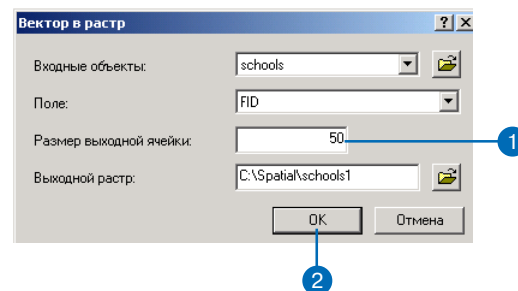 Вектор в растр
Входные объекты: schools
Поле: FID
Размер выходной ячейки: 50
1
Выходной растр: C:\Spatial\schools1
OK Отмена
2